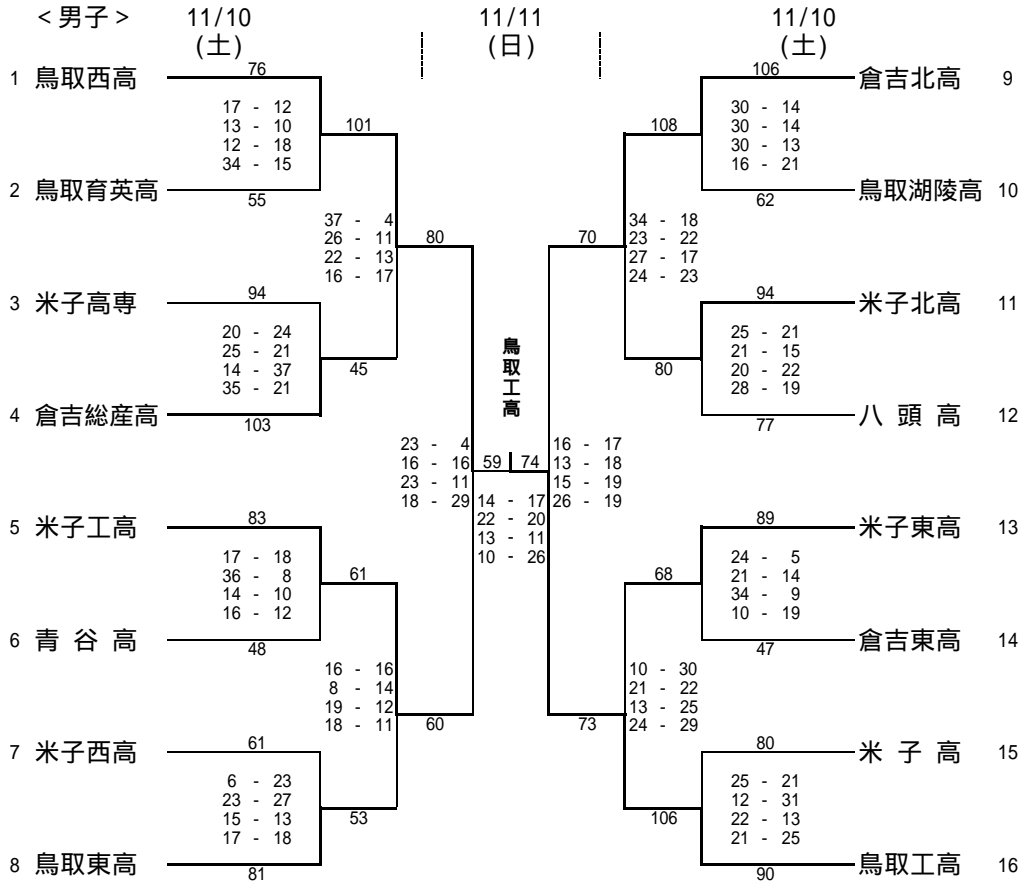 ＜男子＞ 11/10 11/11 11/10
(土) (日) (土)
1 鳥取西高 76 106 倉吉北高 9
17 - 12 30 - 14
13 - 10 101 108 30 - 14
12 - 18 30 - 13
34 - 15 16 - 21
2 鳥取育英高 55 62 鳥取湖陵高 10
37 - 4 34 - 18
26 - 11 80 70 23 - 22
22 - 13 27 - 17
16 - 17 24 - 23
3 米子高専 94 94 米子北高 11
20 - 24 25 - 21
25 - 21 21 - 15
14 - 37 45 80 20 - 22
35 - 21 28 - 19
鳥取工高
4 倉吉総産高 103 77 八頭高 12
23 - 4 16 - 17
16 - 16 59 74 13 - 18
23 - 11 15 - 19
18 - 29 26 - 19
14 - 17
22 - 20
13 - 11
10 - 26
5 米子工高 83 89 米子東高 13
17 - 18 24 - 5
36 - 8 61 68 21 - 14
14 - 10 34 - 9
16 - 12 10 - 19
6 青谷高 48 47 倉吉東高 14
16 - 16 10 - 30
8 - 14 21 - 22
19 - 12 13 - 25
18 - 11 60 73 24 - 29
7 米子西高 61 80 米子高 15
6 - 23 25 - 21
23 - 27 12 - 31
15 - 13 53 106 22 - 13
17 - 18 21 - 25
8 鳥取東高 81 90 鳥取工高 16